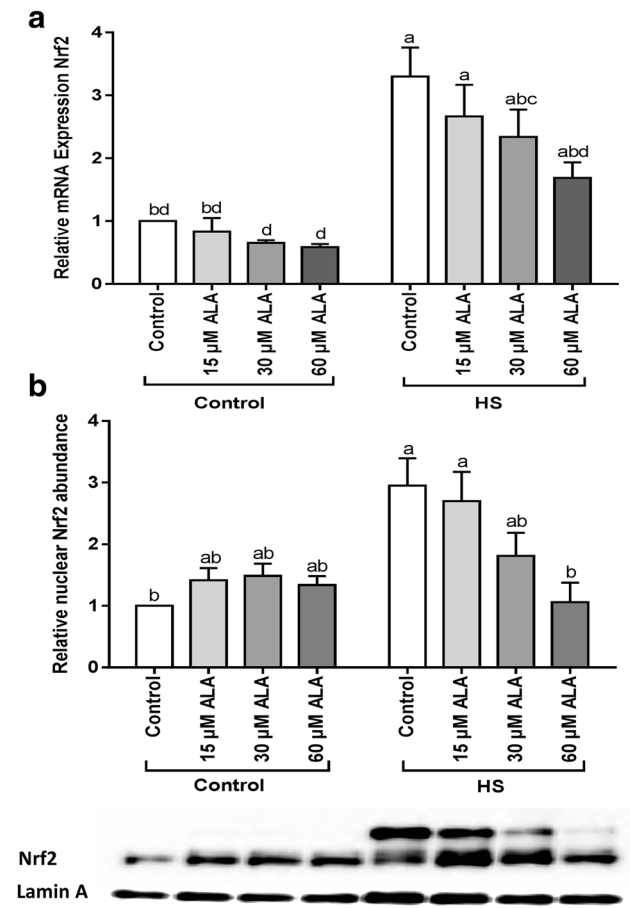 a
Relative mRNA Expression Nrf2
4
3
2
1
0
bd
bd
d
d
a
a
abc
abd
Control
15 µM ALA
30 µM ALA
60 µM ALA
Control
15 µM ALA
30 µM ALA
60 µM ALA
Control
HS
b
Relative nuclear Nrf2 abundance
4
3
2
1
0
b
ab
ab
ab
a
a
ab
b
Control
15 µM ALA
30 µM ALA
60 µM ALA
Control
15 µM ALA
30 µM ALA
60 µM ALA
Control
HS
Nrf2
Lamin A